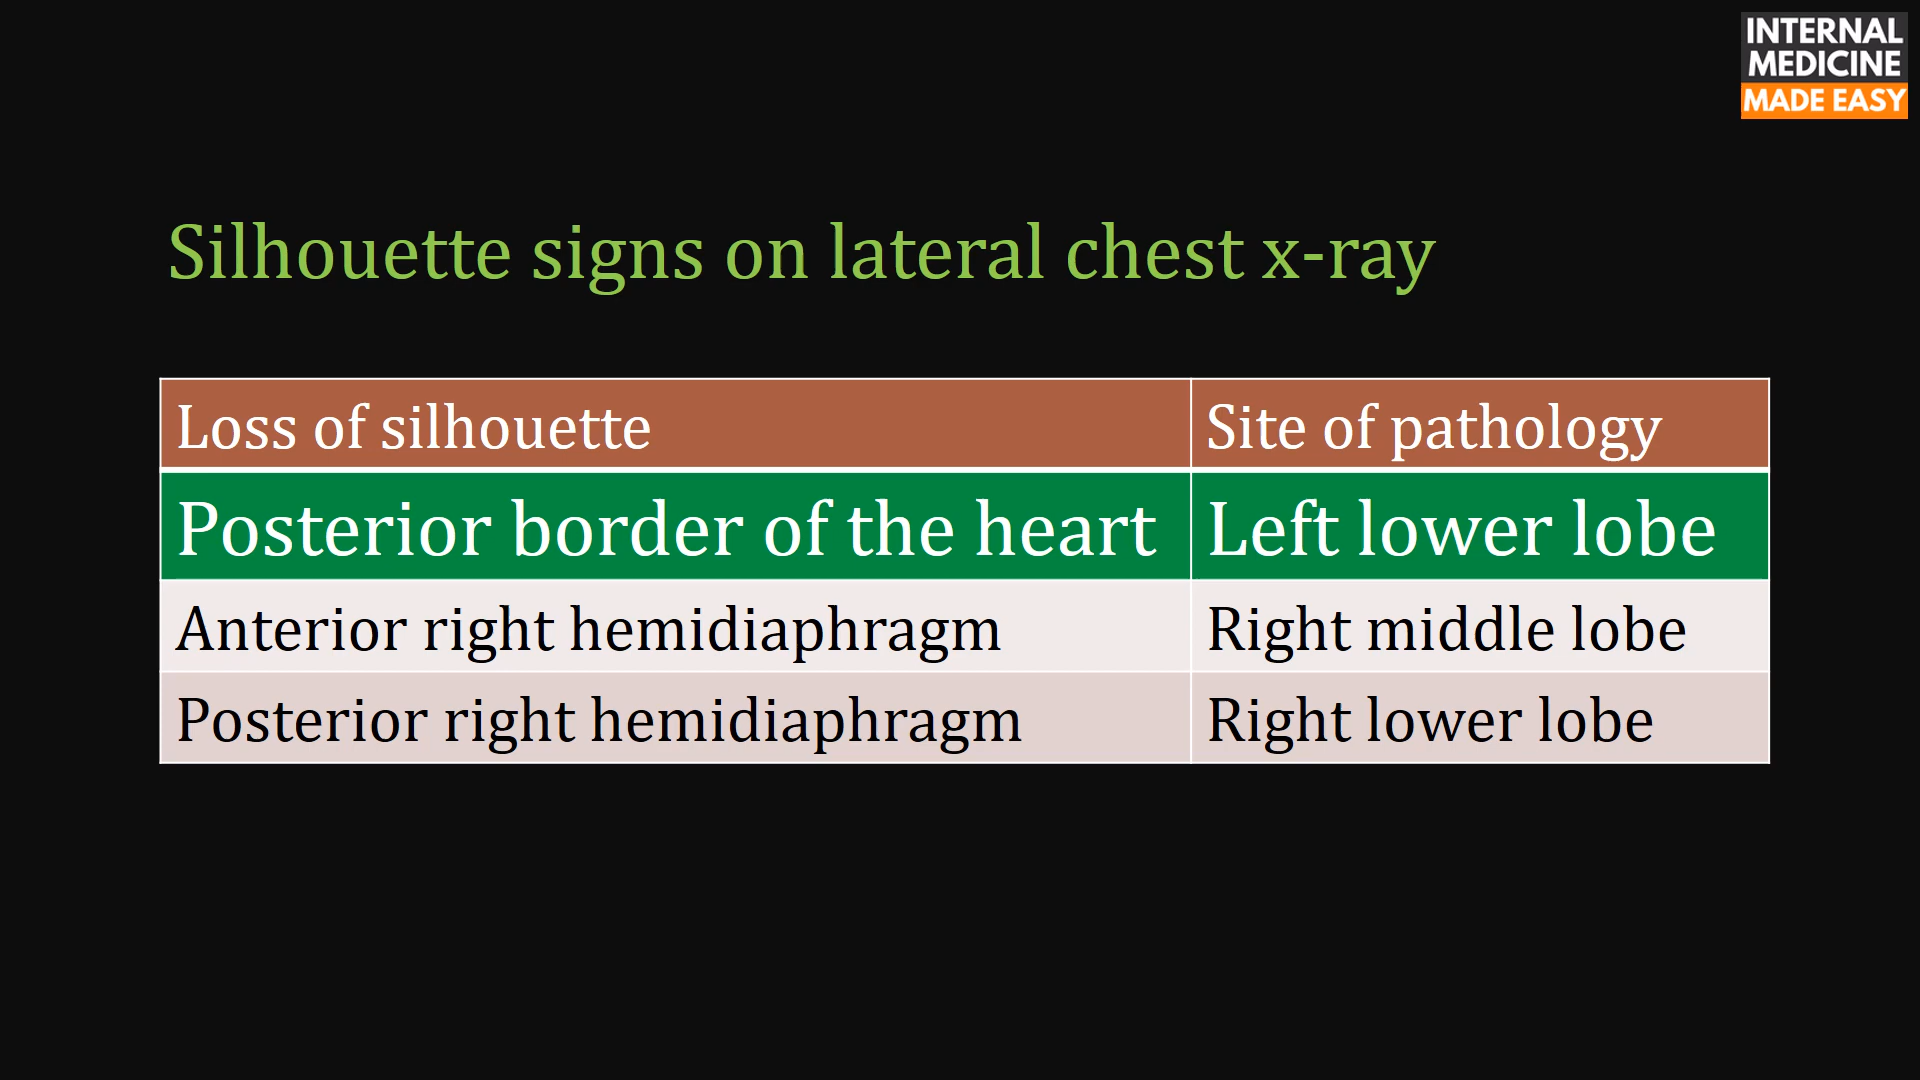 INTERNAL
MEDICINE
MADE EASY
Silhouette signs on lateral chest x-ray
Loss of silhouette Site of pathology
Posterior border of the heart Left lower lobe
Anterior right hemidiaphragm Right middle lobe
Posterior right hemidiaphragm Right lower lobe